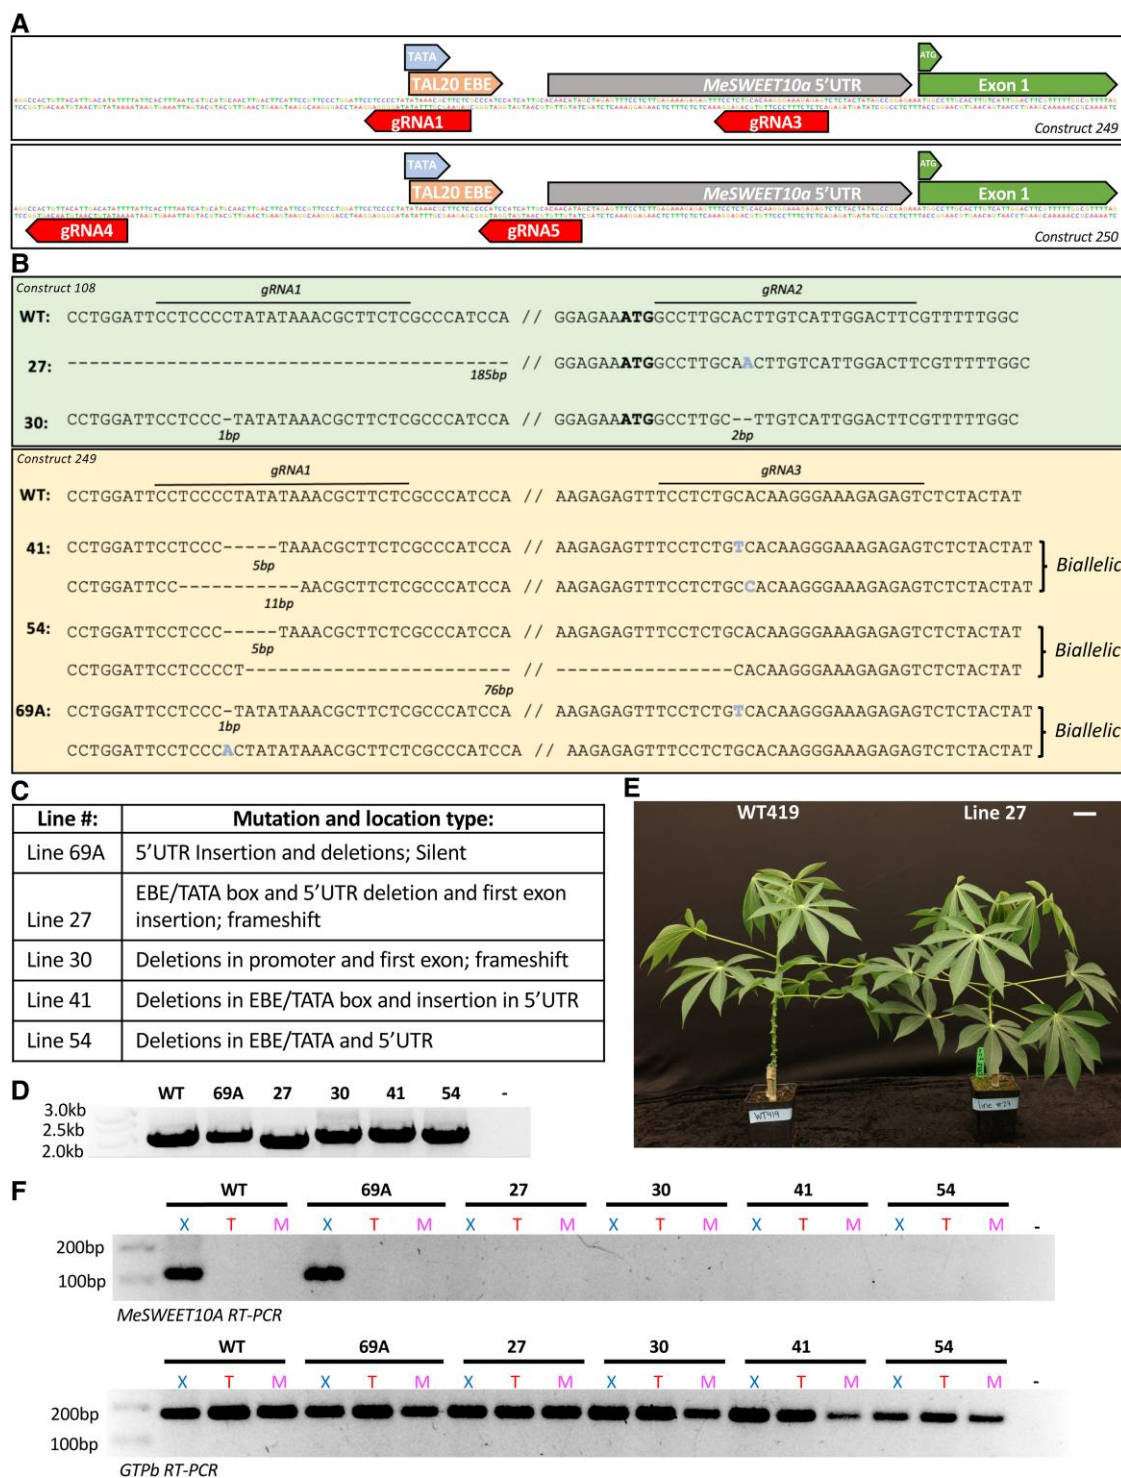 A
TATA
ATG
TAL20 EBE
MeSWEET10a 5'UTR
Exon 1
gRNA1
gRNA3
Construct 249
TATA
ATG
TAL20 EBE
MeSWEET10a 5'UTR
Exon 1
gRNA4
gRNA5
Construct 250
B
Construct 108
gRNA1
gRNA2
WT: CCTGGATTCCTCCCCTATATAAACGCTTCTCGCCCATCCA // GGAGAAATGGCCTTGCACTTGTCATTGGACTTCGTTTTTGGC
27: ---------------------------------------- // GGAGAAATGGCCTTGCAACTTGTCATTGGACTTCGTTTTTGGC
185bp
30: CCTGGATTCCTCCC-TATATAAACGCTTCTCGCCCATCCA // GGAGAAATGGCCTTGC--TTGTCATTGGACTTCGTTTTTGGC
1bp
2bp
Construct 249
gRNA1
gRNA3
WT: CCTGGATTCCTCCCCTATATAAACGCTTCTCGCCCATCCA // AAGAGAGTTTCCTCTGCACAAGGGAAAGAGAGTCTCTACTAT
41: CCTGGATTCCTCCC-----TAAACGCTTCTCGCCCATCCA // AAGAGAGTTTCCTCTGTCACAAGGGAAAGAGAGTCTCTACTAT
5bp
CCTGGATTCC-----------AACGCTTCTCGCCCATCCA // AAGAGAGTTTCCTCTGCCACAAGGGAAAGAGAGTCTCTACTAT
11bp
Biallelic
54: CCTGGATTCCTCCC-----TAAACGCTTCTCGCCCATCCA // AAGAGAGTTTCCTCTGCACAAGGGAAAGAGAGTCTCTACTAT
5bp
CCTGGATTCCTCCCCT------------------------ // ----------------CACAAGGGAAAGAGAGTCTCTACTAT
76bp
Biallelic
69A: CCTGGATTCCTCCC-TATATAAACGCTTCTCGCCCATCCA // AAGAGAGTTTCCTCTGTCACAAGGGAAAGAGAGTCTCTACTAT
1bp
CCTGGATTCCTCCCACTATATAAACGCTTCTCGCCCATCCA // AAGAGAGTTTCCTCTGCACAAGGGAAAGAGAGTCTCTACTAT
Biallelic
C
Line #: Mutation and location type:
Line 69A 5'UTR Insertion and deletions; Silent
Line 27 EBE/TATA box and 5'UTR deletion and first exon
insertion; frameshift
Line 30 Deletions in promoter and first exon; frameshift
Line 41 Deletions in EBE/TATA box and insertion in 5'UTR
Line 54 Deletions in EBE/TATA and 5'UTR
D
WT 69A 27 30 41 54 -
3.0kb
2.5kb
2.0kb
E
WT419 Line 27
WT419
line #27
F
WT 69A 27 30 41 54
X T M X T M X T M X T M X T M X T M -
200bp
100bp
MeSWEET10A RT-PCR
WT 69A 27 30 41 54
X T M X T M X T M X T M X T M X T M -
200bp
100bp
GTPb RT-PCR